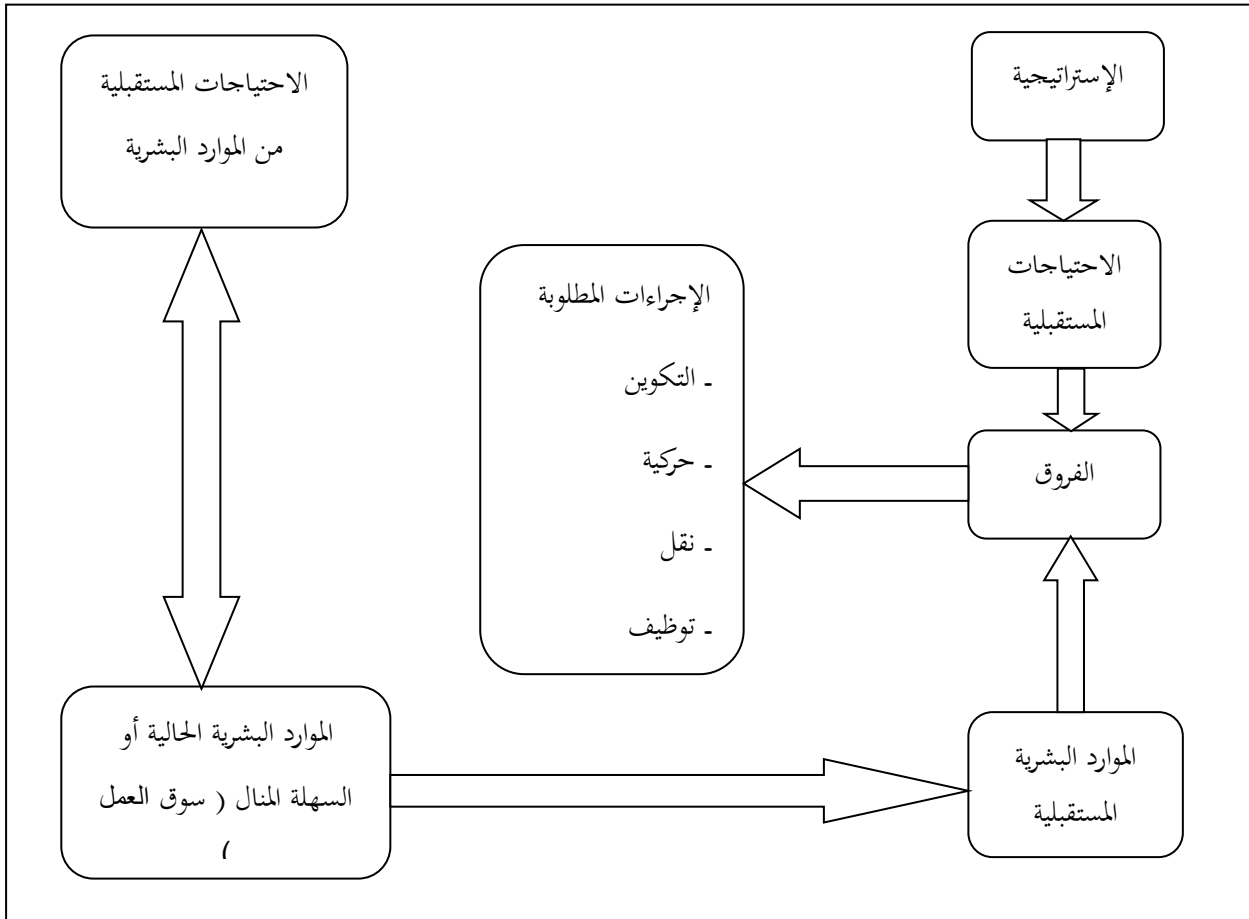 الإستراتيجية
الاحتياجات المستقبلية
من الموارد البشرية
الاحتياجات
المستقبلية
الإجراءات المطلوبة
ـ التكوين
ـ حركية
ـ نقل
ـ توظيف
الفروق
الموارد البشرية
المستقبلية
الموارد البشرية الحالية أو
السهلة المنال ( سوق العمل
)